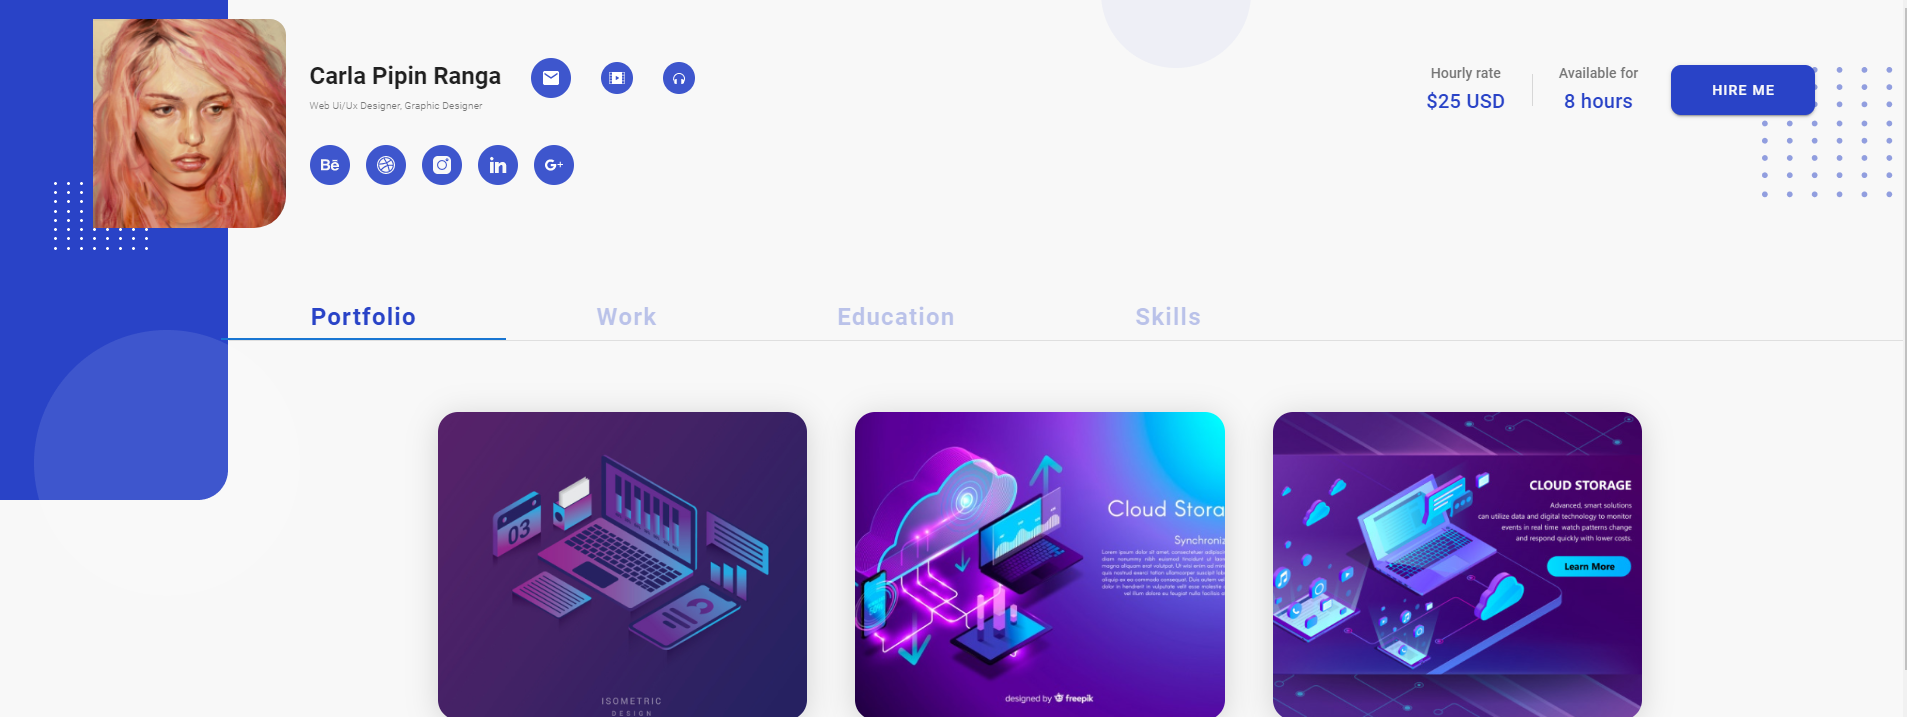 Carla Pipin Ranga
Web Ui/Ux Designer, Graphic Designer
Bē
in
G+
Hourly rate
$25 USD
Available for
8 hours
HIRE ME
Portfolio
Work
Education
Skills
03
ISOMETRIC
DESIGN
Cloud Stora
Synchroniz
designed by freepik
CLOUD STORAGE
Advanced, smart solutions
can utilize data and digital technology to monitor
events in real time watch patterns change
and respond quickly with lower costs.
Learn More